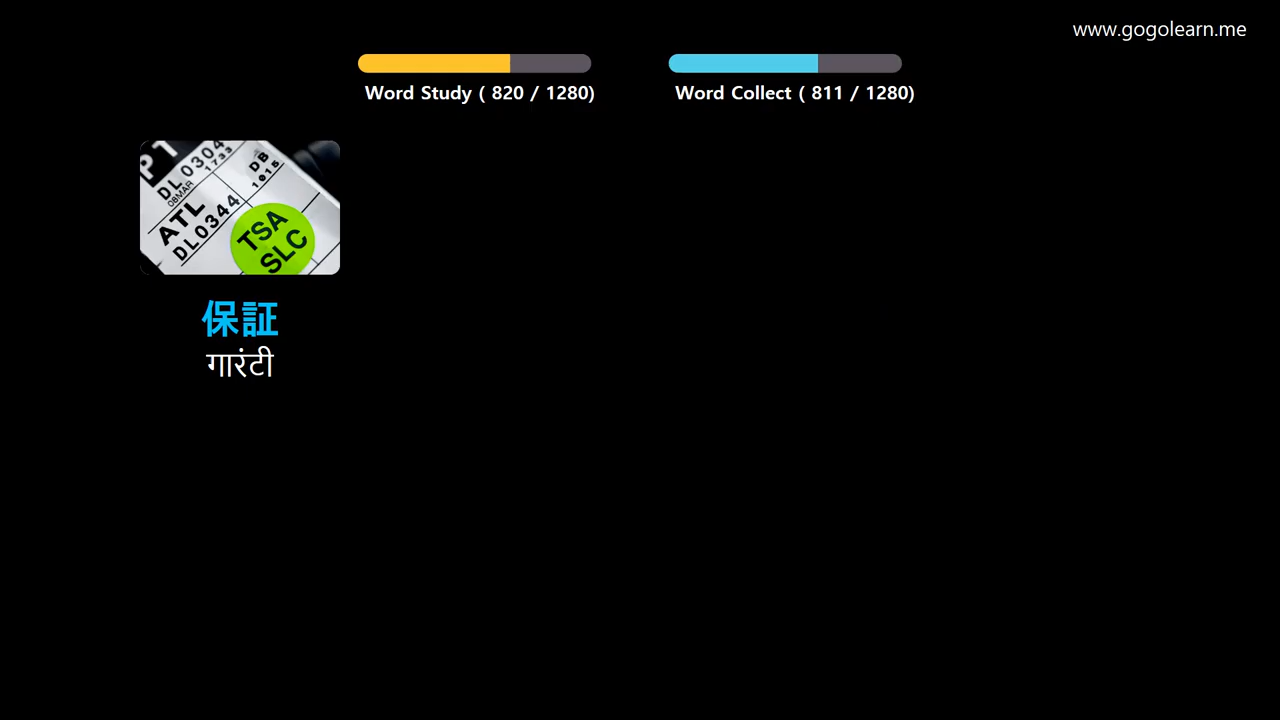 www.gogolearn.me
Word Study ( 820 / 1280)
Word Collect ( 811 / 1280)
P1
DL0304
1733
08MAR
DB
1015
ATL
DL0344
TSA
SLC
保証
गारंटी